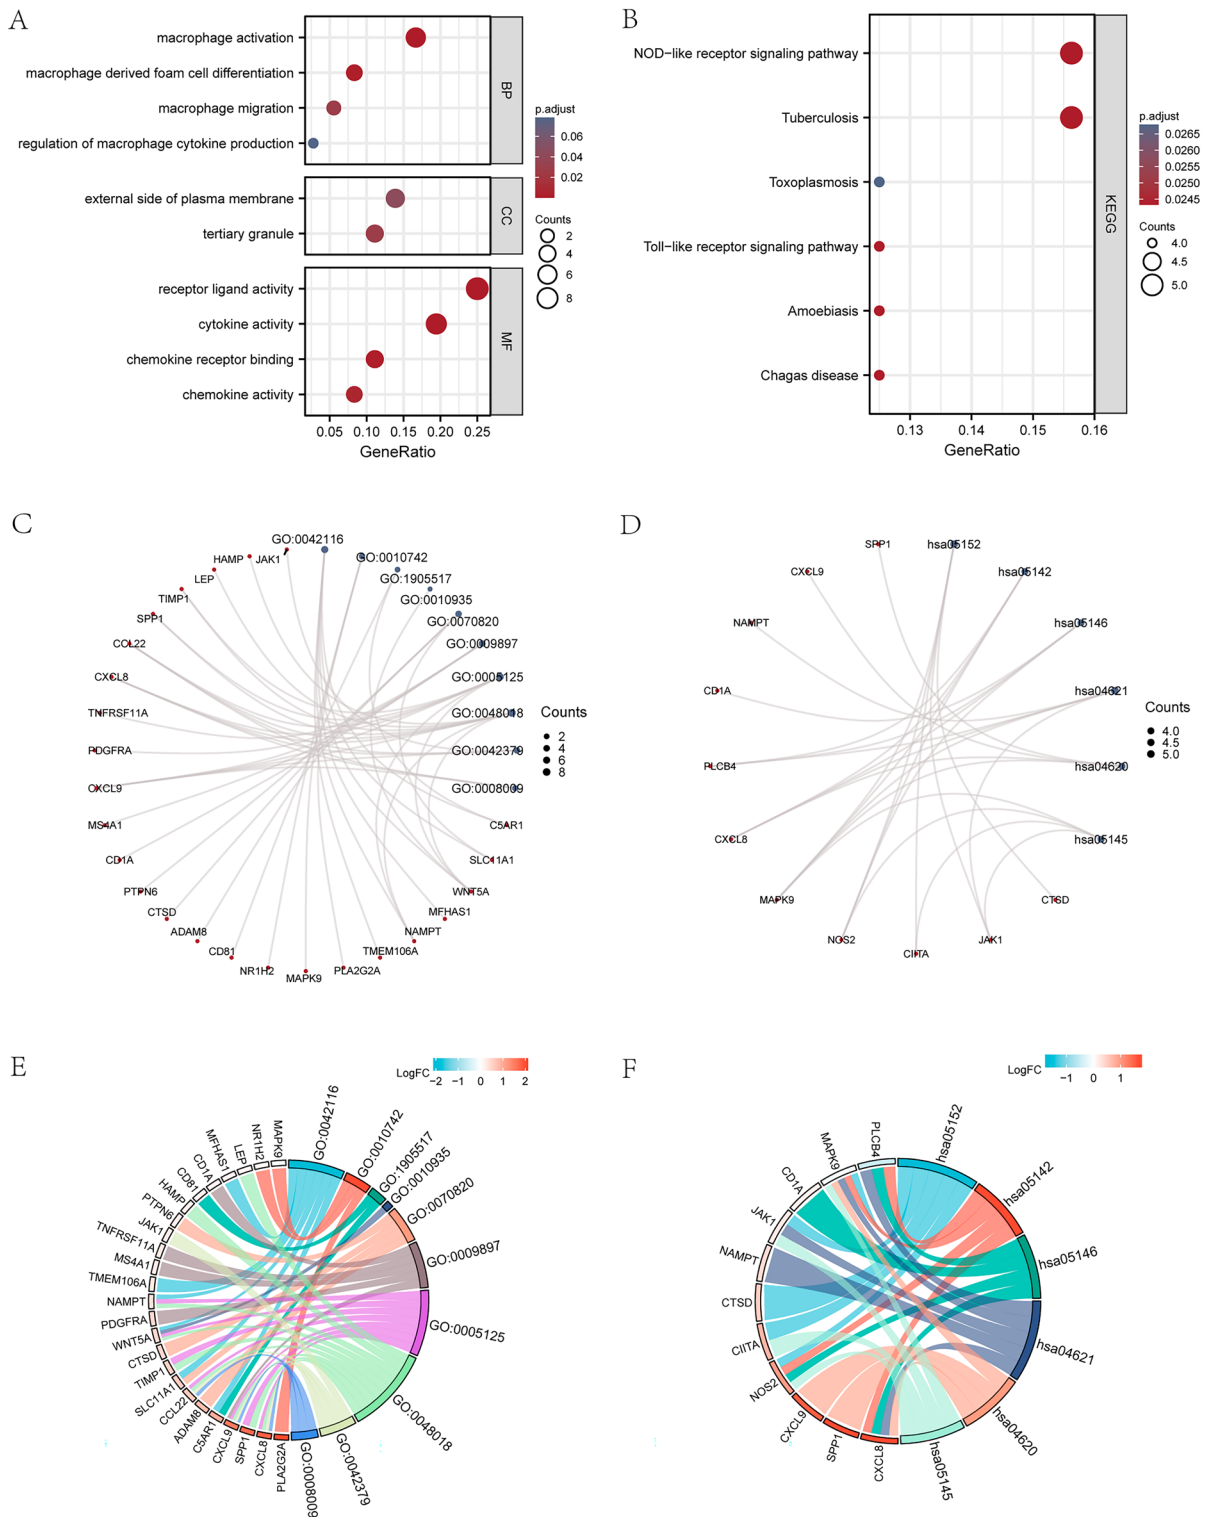 A
macrophage activation
macrophage derived foam cell differentiation
macrophage migration
regulation of macrophage cytokine production
BP
external side of plasma membrane
tertiary granule
CC
receptor ligand activity
cytokine activity
chemokine receptor binding
chemokine activity
MF
0.05 0.10 0.15 0.20 0.25
GeneRatio
p.adjust
0.06
0.04
0.02
Counts
2
4
6
8
B
NOD-like receptor signaling pathway
Tuberculosis
Toxoplasmosis
Toll-like receptor signaling pathway
Amoebiasis
Chagas disease
KEGG
0.13 0.14 0.15 0.16
GeneRatio
p.adjust
0.0265
0.0260
0.0255
0.0250
0.0245
Counts
4.0
4.5
5.0
C
GO:0042116
GO:0010742
GO:1905517
GO:0010935
GO:0070820
GO:0009897
GO:0005125
GO:0048018
GO:0042379
GO:0008009
C5AR1
SLC11A1
WNT5A
MFHAS1
NAMPT
TMEM106A
PLA2G2A
MAPK9
NR1H2
CD81
ADAM8
CTSD
PTPN6
CD1A
MS4A1
CXCL9
PDGFRA
TNFRSF11A
CXCL8
CCL22
SPP1
TIMP1
LEP
HAMP
JAK1
Counts
2
4
6
8
D
hsa05152
hsa05142
hsa05146
hsa04621
hsa04620
hsa05145
CTSD
JAK1
CIITA
NOS2
MAPK9
CXCL8
PLCB4
CD1A
NAMPT
CXCL9
SPP1
Counts
4.0
4.5
5.0
E
LogFC
−2 −1 0 1 2
GO:0042116
GO:0010742
GO:1905517
GO:0010935
GO:0070820
GO:0009897
GO:0005125
GO:0048018
GO:0042379
GO:0008009
PLA2G2A
CXCL8
SPP1
CXCL9
C5AR1
ADAM8
CCL22
SLC11A1
TIMP1
CTSD
WNT5A
PDGFRA
NAMPT
TMEM106A
MS4A1
TNFRSF11A
JAK1
PTPN6
HAMP
CD81
CD1A
MFHAS1
LEP
NR1H2
MAPK9
F
LogFC
−1 0 1
hsa05152
hsa05142
hsa05146
hsa04621
hsa04620
hsa05145
CXCL8
SPP1
CXCL9
NOS2
CIITA
CTSD
NAMPT
JAK1
CD1A
MAPK9
PLCB4